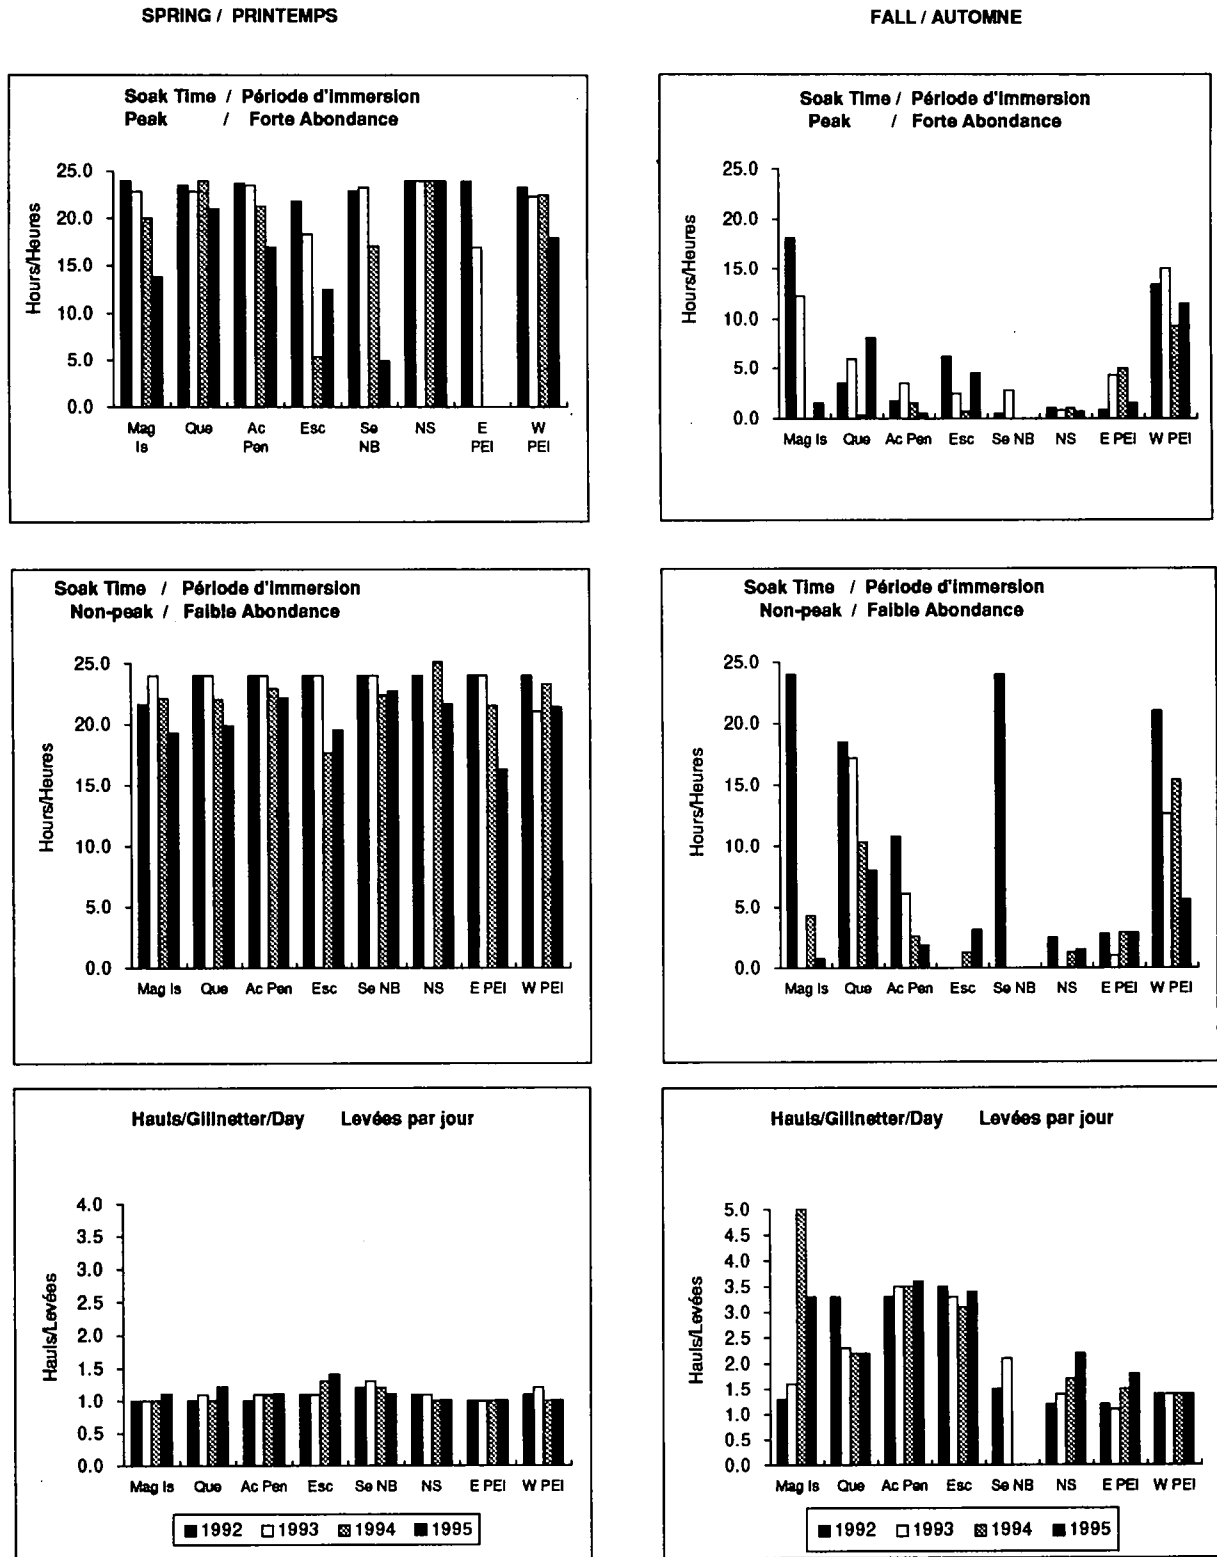 SPRING / PRINTEMPS
FALL / AUTOMNE
Soak Time / Période d'immersion
Peak / Forte Abondance
Hours/Heures
25.0
20.0
15.0
10.0
5.0
0.0
Mag Is Que Ac Pen Esc Se NB NS E PEI W PEI
Soak Time / Période d'immersion
Peak / Forte Abondance
Hours/Heures
25.0
20.0
15.0
10.0
5.0
0.0
Mag Is Que Ac Pen Esc Se NB NS E PEI W PEI
Soak Time / Période d'immersion
Non-peak / Faible Abondance
Hours/Heures
25.0
20.0
15.0
10.0
5.0
0.0
Mag Is Que Ac Pen Esc Se NB NS E PEI W PEI
Soak Time / Période d'immersion
Non-peak / Faible Abondance
Hours/Heures
25.0
20.0
15.0
10.0
5.0
0.0
Mag Is Que Ac Pen Esc Se NB NS E PEI W PEI
Hauls/Gillnetter/Day Levées par jour
Hauls/Levées
4.0
3.5
3.0
2.5
2.0
1.5
1.0
0.5
0.0
Mag Is Que Ac Pen Esc Se NB NS E PEI W PEI
1992 1993 1994 1995
Hauls/Gillnetter/Day Levées par jour
Hauls/Levées
5.0
4.5
4.0
3.5
3.0
2.5
2.0
1.5
1.0
0.5
0.0
Mag Is Que Ac Pen Esc Se NB NS E PEI W PEI
1992 1993 1994 1995